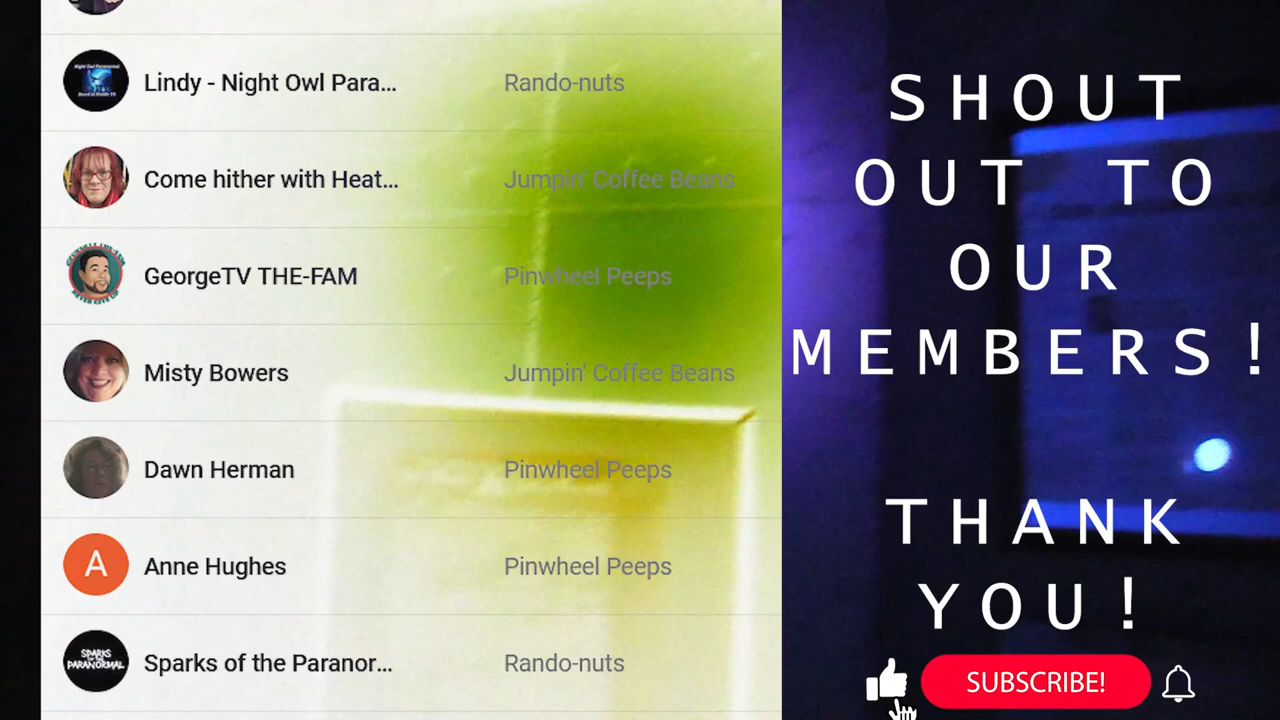 Lindy - Night Owl Para...
Rando-nuts
Come hither with Heat...
Jumpin' Coffee Beans
GeorgeTV THE-FAM
Pinwheel Peeps
Misty Bowers
Jumpin' Coffee Beans
Dawn Herman
Pinwheel Peeps
A
Anne Hughes
Pinwheel Peeps
SPARKS
PARANORMAL
Sparks of the Paranor...
Rando-nuts
SHOUT
OUT TO
OUR
MEMBERS!
THANK
YOU!
SUBSCRIBE!